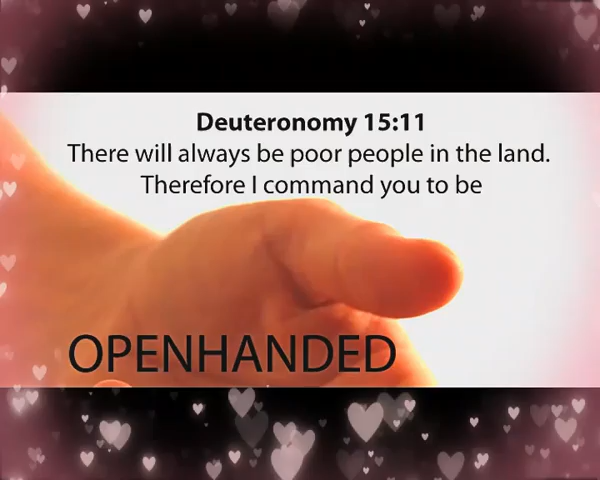 Deuteronomy 15:11
There will always be poor people in the land.
Therefore I command you to be
OPENHANDED